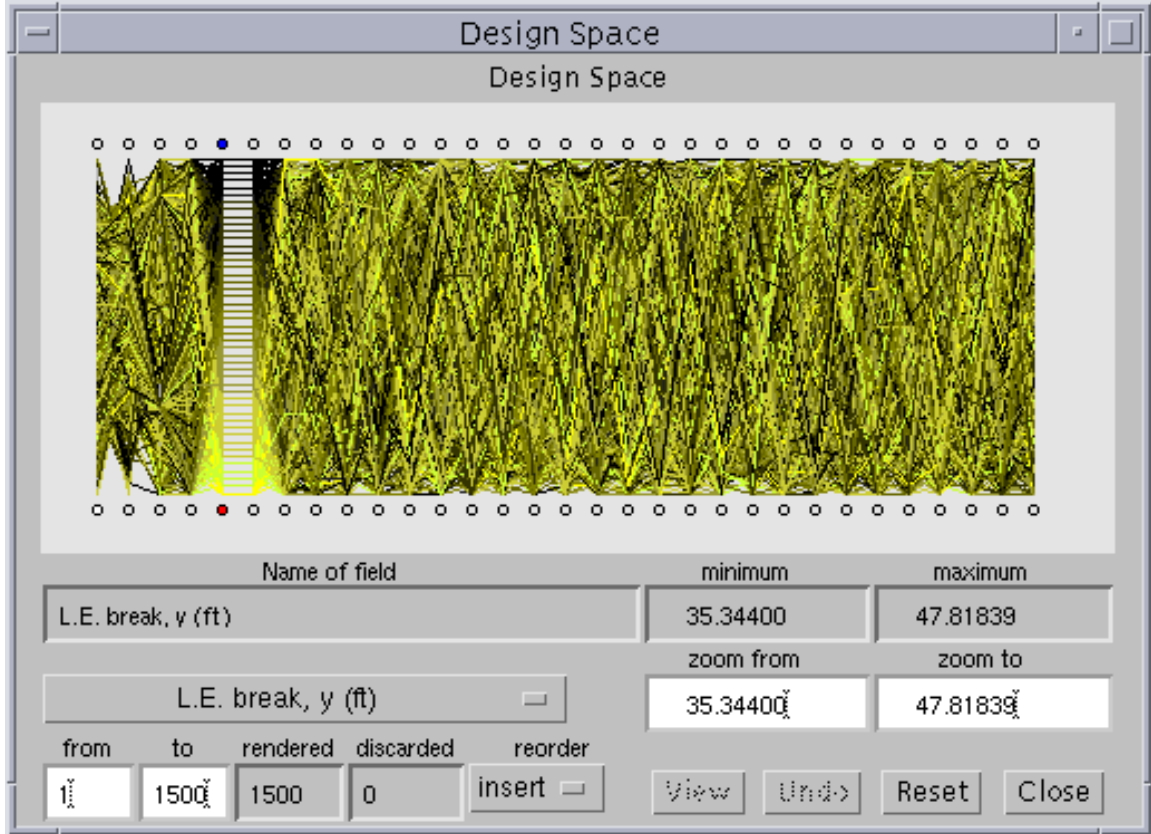 Design Space
Design Space
Name of field minimum maximum
L.E. break, y (ft) 35.34400 47.81839
zoom from zoom to
L.E. break, y (ft) 35.34400 47.81839
from to rendered discarded reorder
1 1500 1500 0 insert View Undo Reset Close